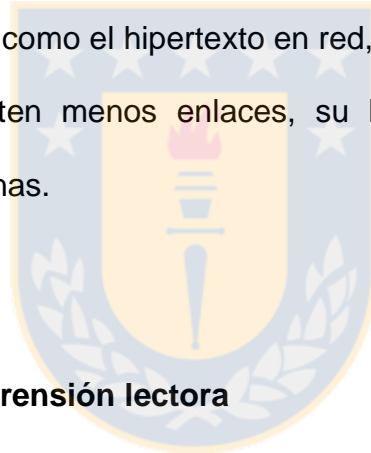 como el hipertexto en red,
ten menos enlaces, su
nas.
rensión lectora